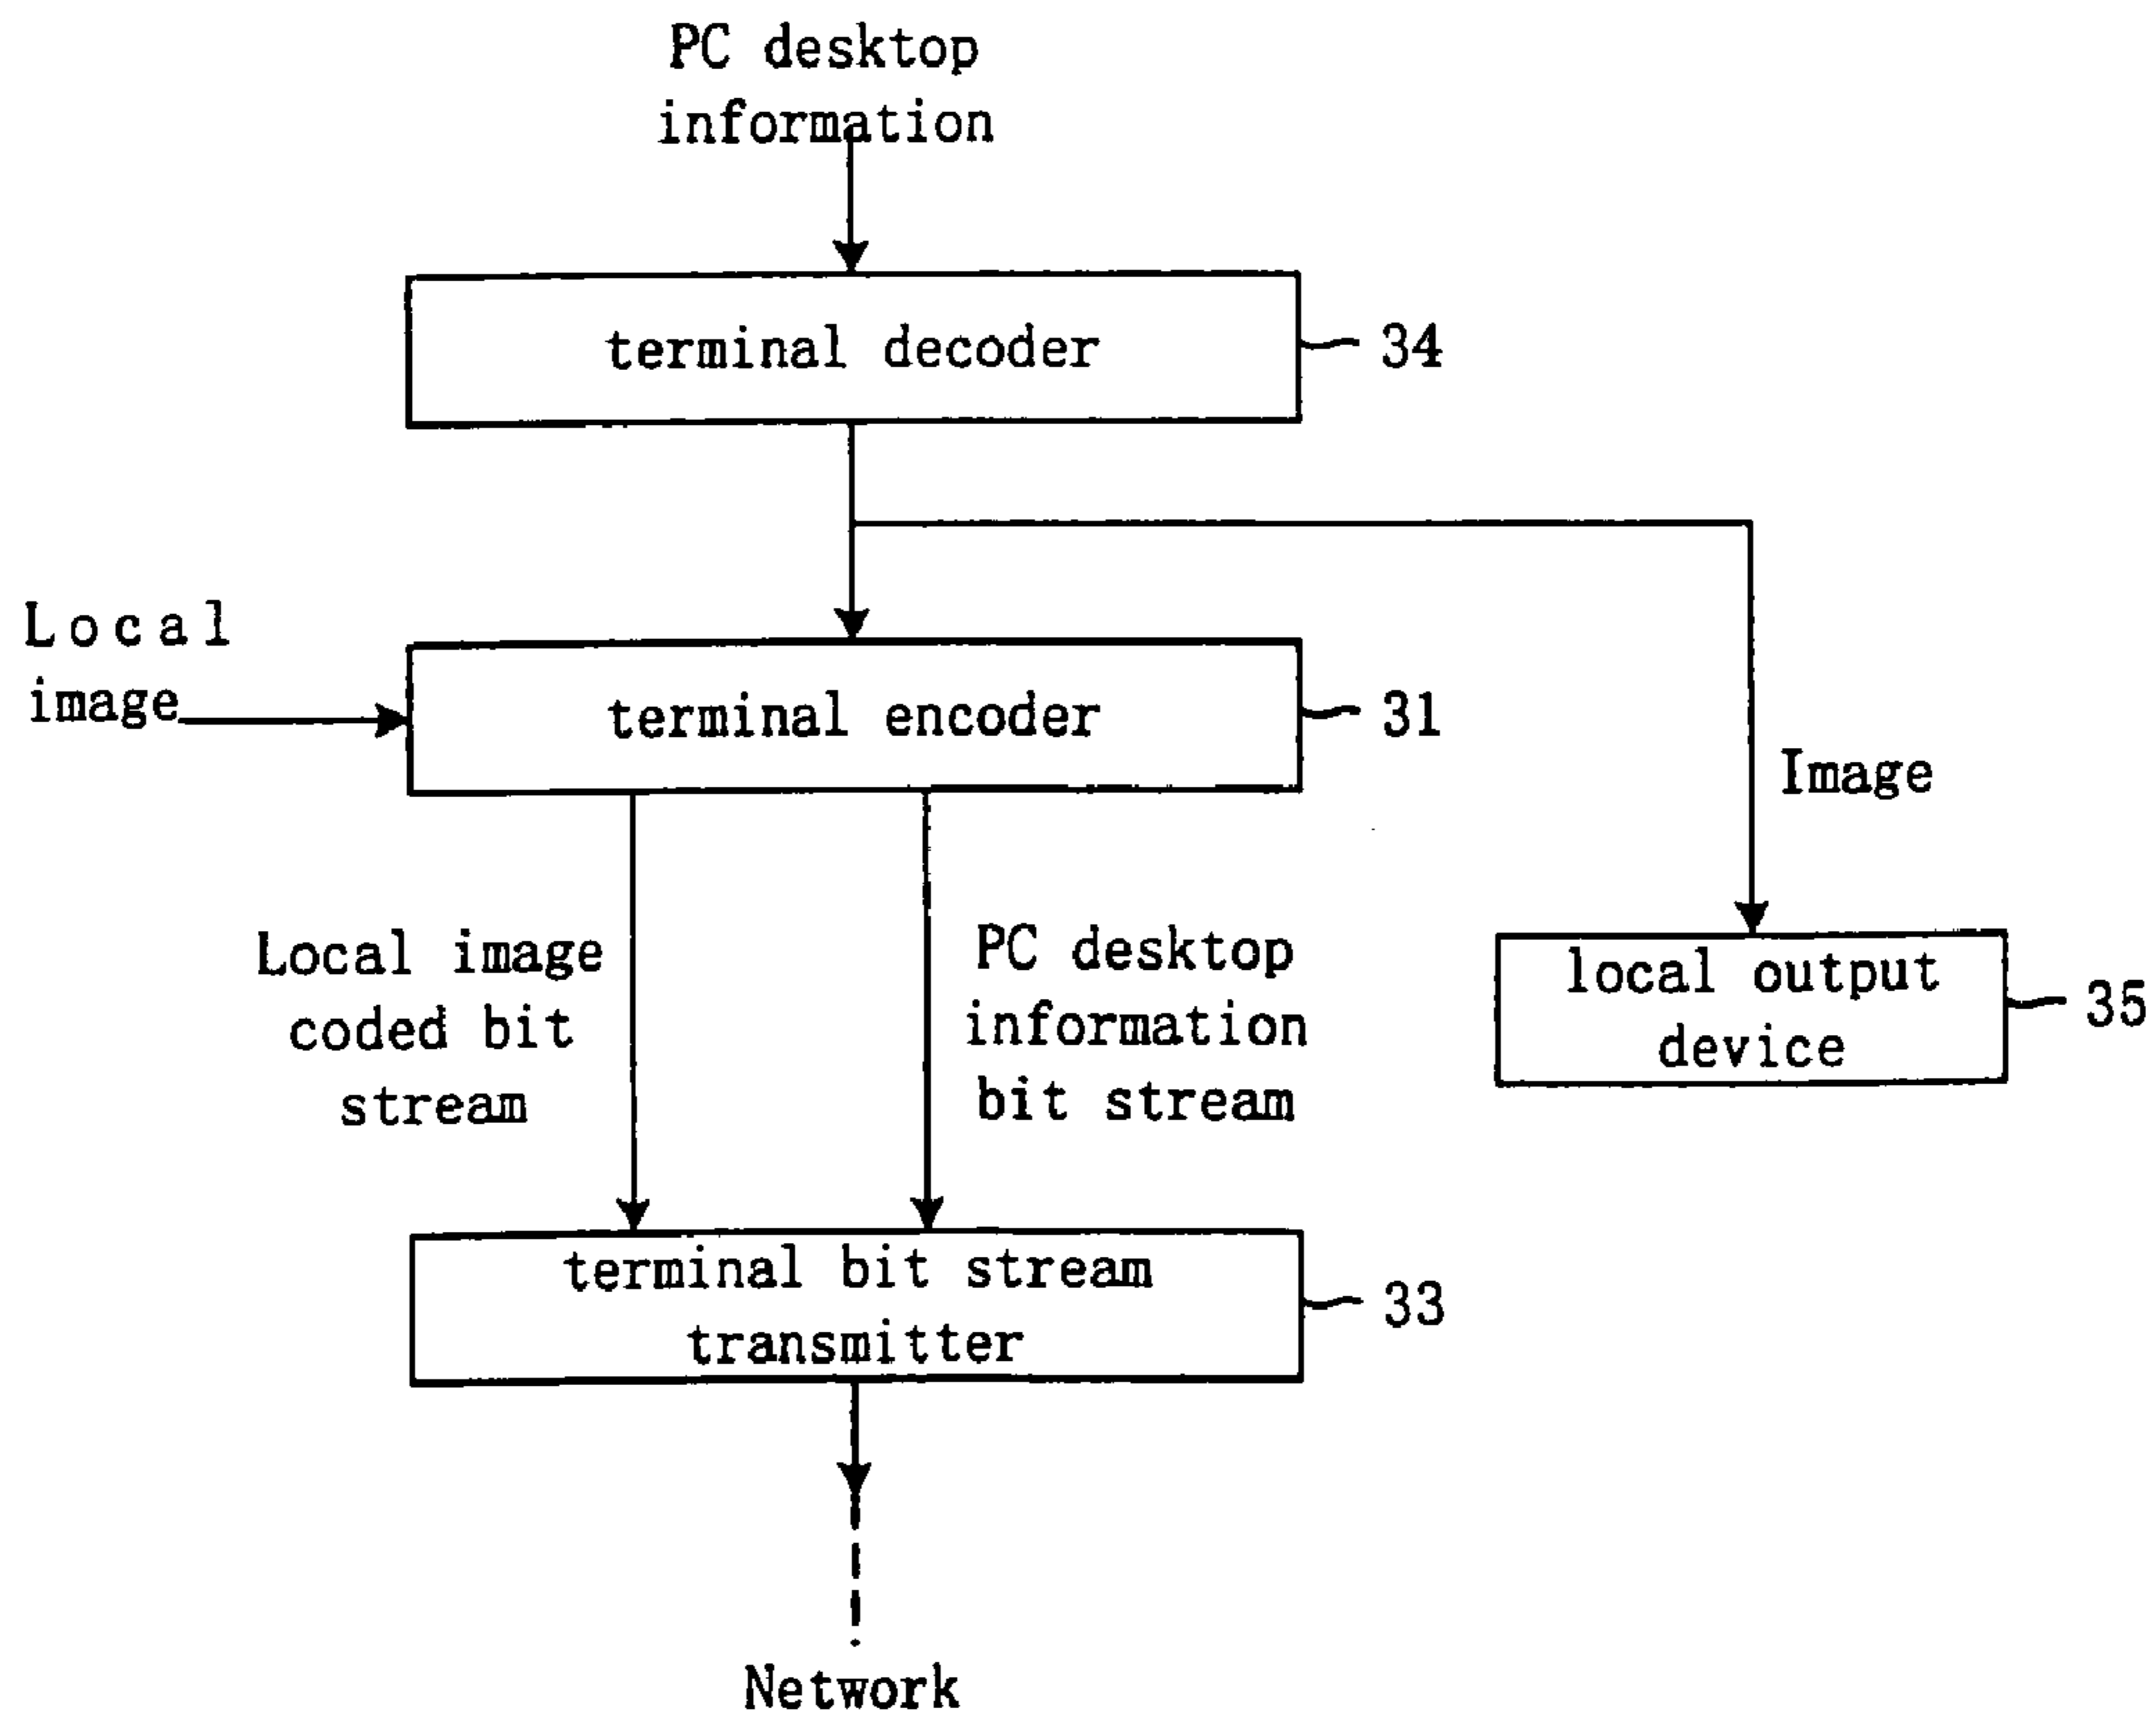 PC desktop
information
terminal decoder
34
Local
image
terminal encoder
31
Image
Local image
coded bit
stream
PC desktop
information
bit stream
local output
device
35
terminal bit stream
transmitter
33
Network